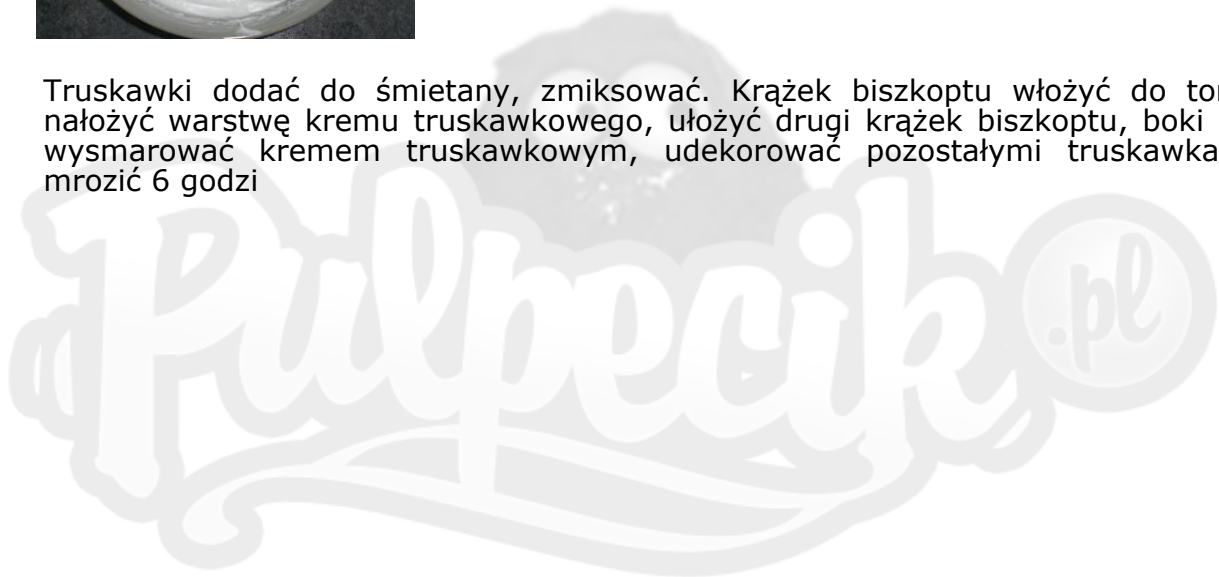 Truskawki dodać do śmietany, zmiksować. Krążek biszkoptu włożyć do
nałożyć warstwę kremu truskawkowego, ułożyć drugi krążek biszkoptu, boki
wysmarować kremem truskawkowym, udekorować pozostałymi
mrozić 6 godzi
Pulpecik .pl